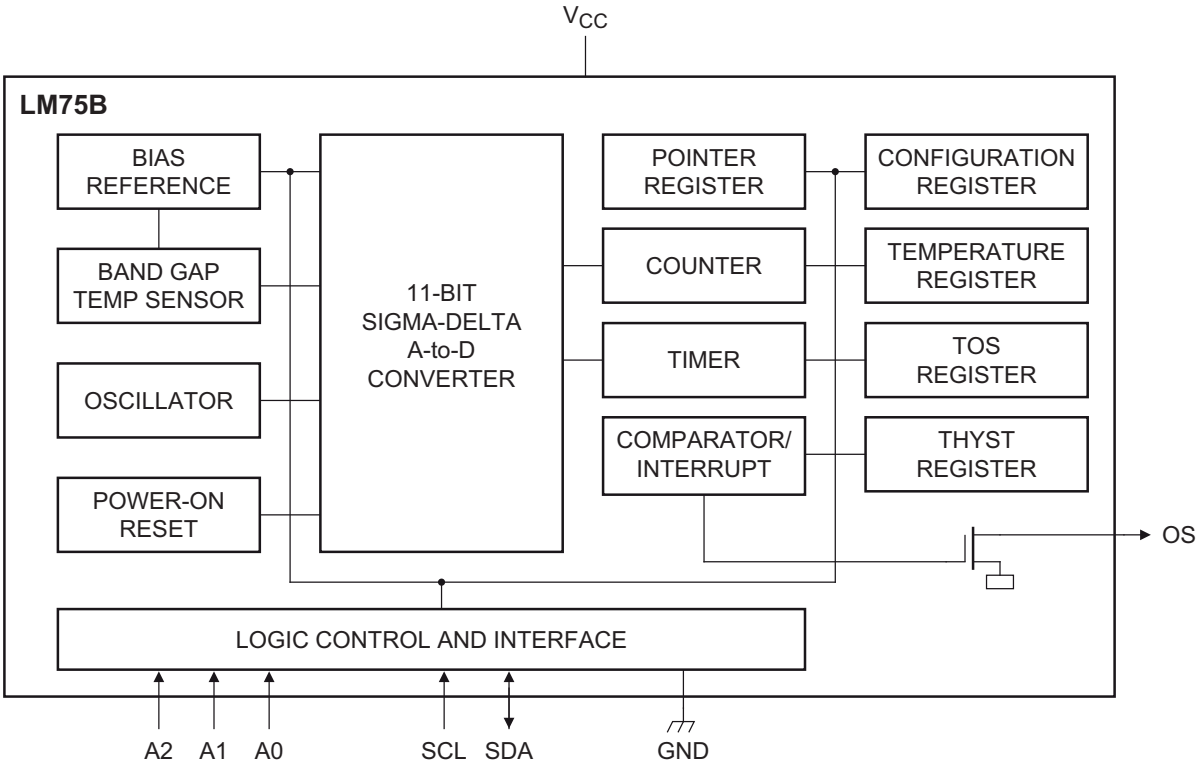 VCC
LM75B
BIAS
REFERENCE
BAND GAP
TEMP SENSOR
OSCILLATOR
POWER-ON
RESET
11-BIT
SIGMA-DELTA
A-to-D
CONVERTER
POINTER
REGISTER
CONFIGURATION
REGISTER
COUNTER
TEMPERATURE
REGISTER
TIMER
TOS
REGISTER
COMPARATOR/
INTERRUPT
THYST
REGISTER
OS
LOGIC CONTROL AND INTERFACE
A2 A1 A0 SCL SDA GND